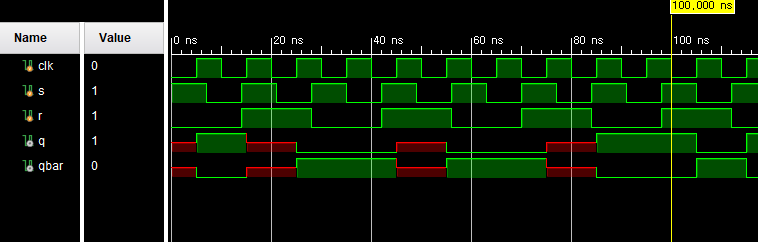 100,000 ns
Name Value
0 ns 20 ns 40 ns 60 ns 80 ns 100 ns
clk 0
s 1
r 1
q 1
qbar 0